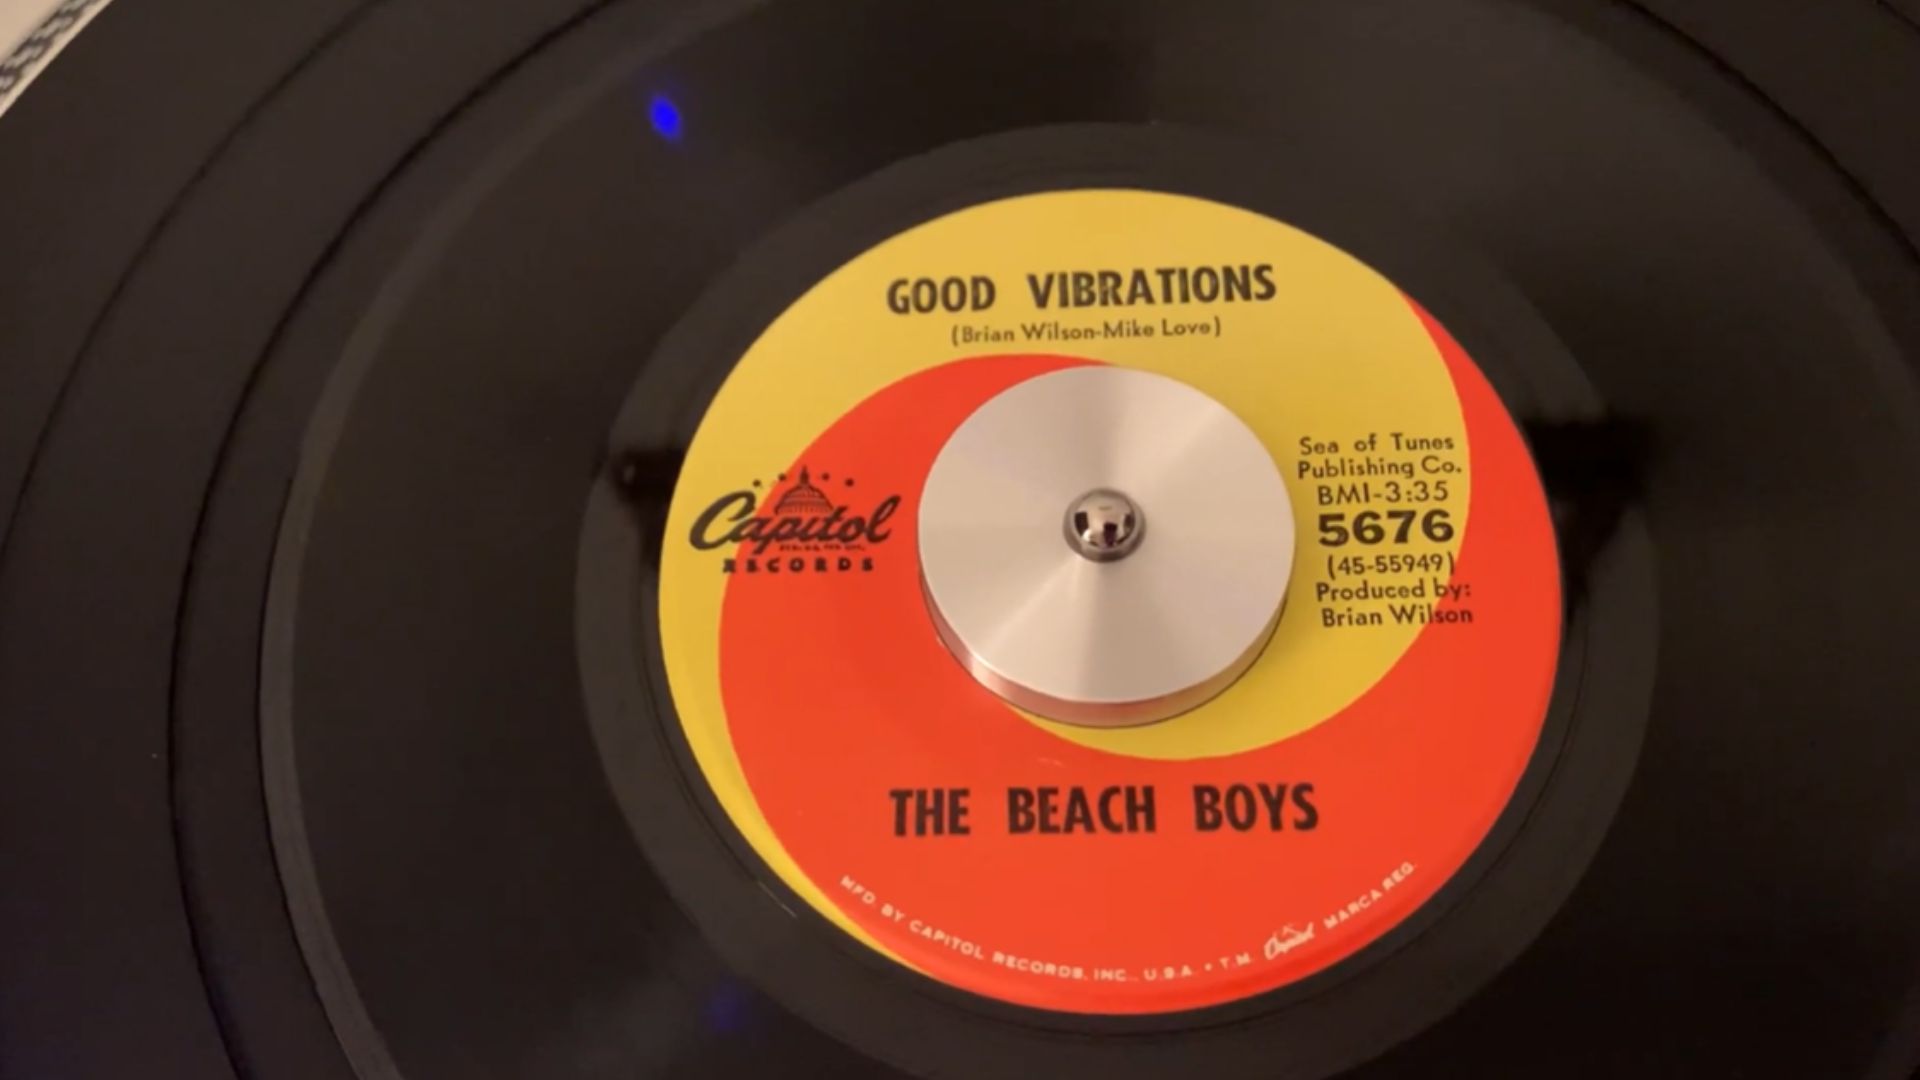 GOOD VIBRATIONS
(Brian Wilson-Mike Love)
Capitol
RECORDS
Sea of Tunes
Publishing Co.
BMI-3:35
5676
(45-55949)
Produced by:
Brian Wilson
THE BEACH BOYS
MFD. BY CAPITOL RECORDS, INC., U.S.A. • T.M. Capitol MARCA REG.